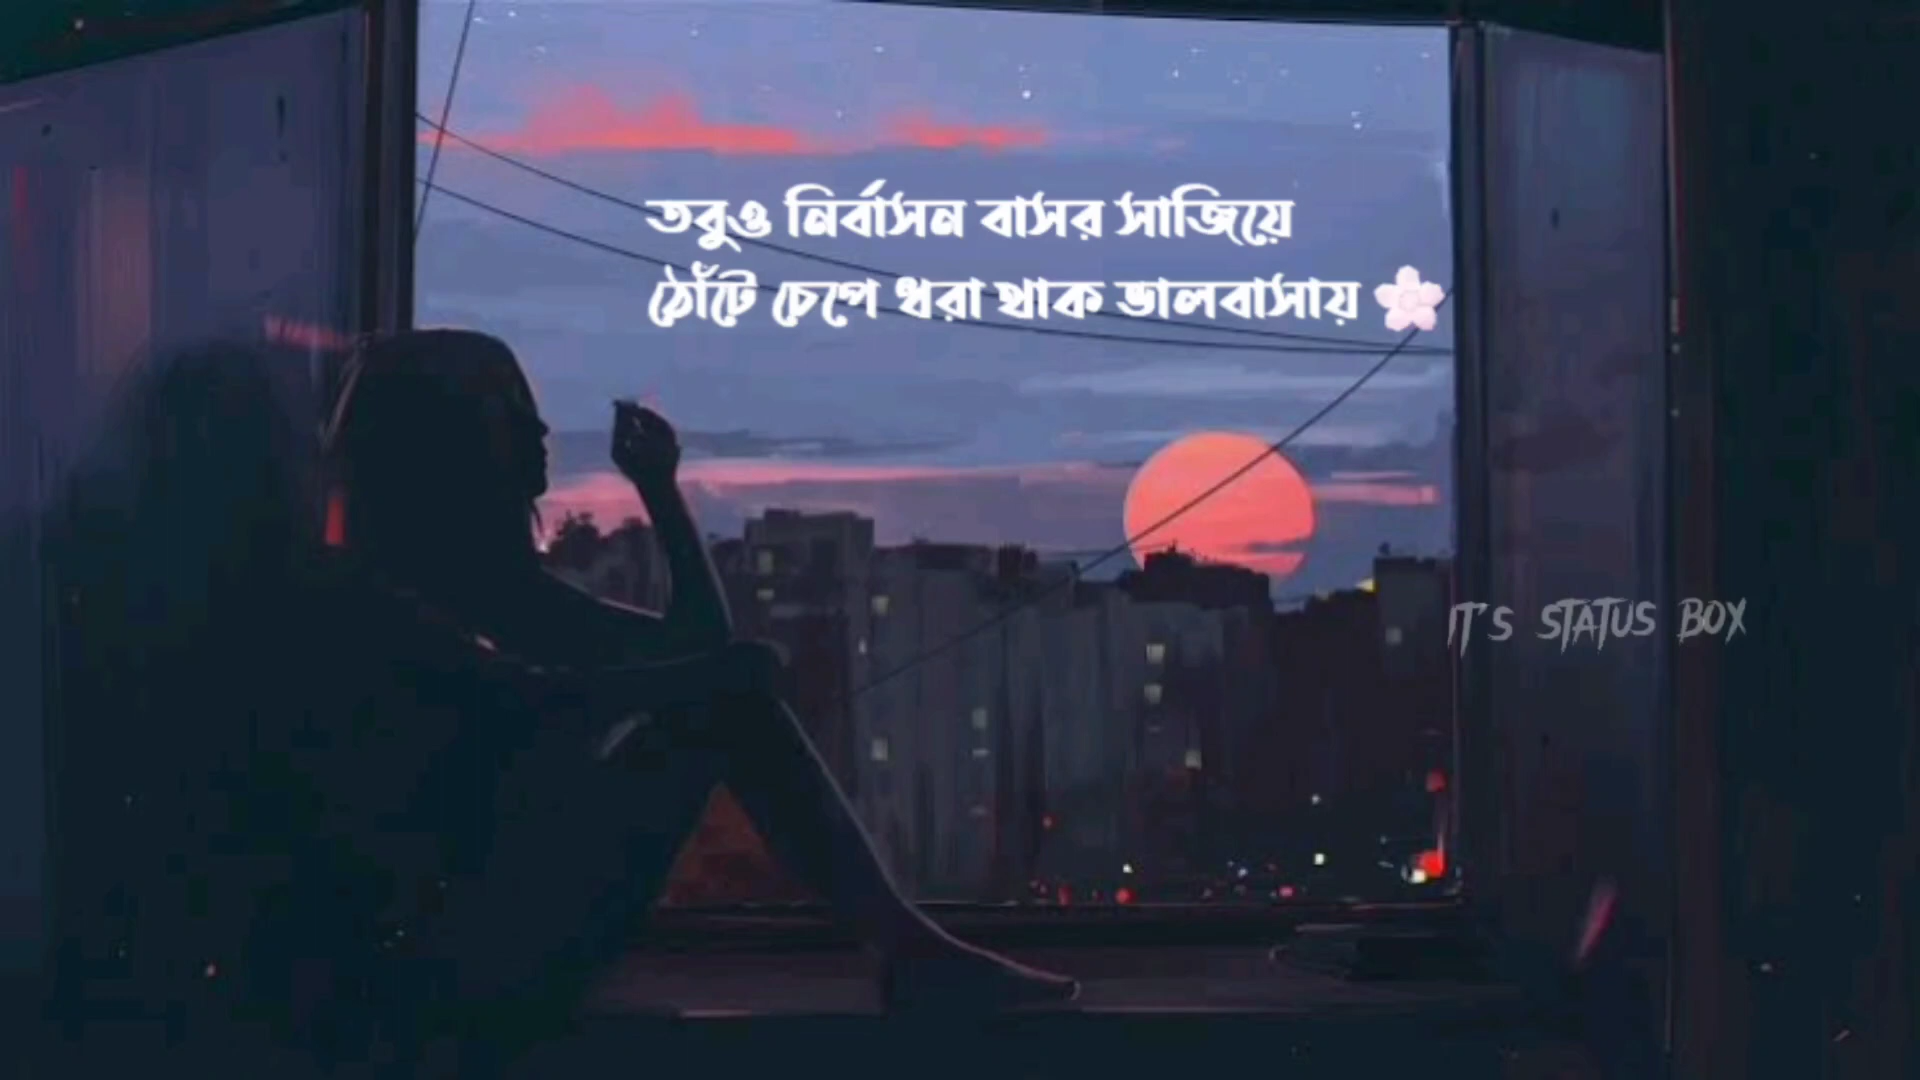 তবুও নির্বাসন বাসর সাজিয়ে
ঠোঁটে চেপে ধরা থাক ভালবাসায় 🌸
IT'S STATUS BOX